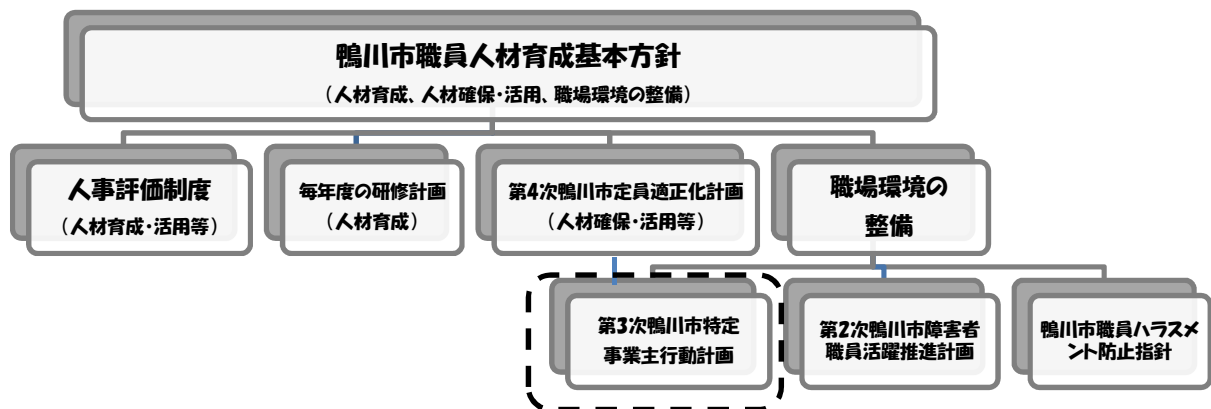 鴨川市職員人材育成基本方針
（人材育成、人材確保・活用、職場環境の整備）
人事評価制度
（人材育成・活用等）
毎年度の研修計画
（人材育成）
第4次鴨川市定員適正化計画
（人材確保・活用等）
職場環境の
整備
第3次鴨川市特定
事業主行動計画
第2次鴨川市障害者
職員活躍推進計画
鴨川市職員ハラスメ
ント防止指針